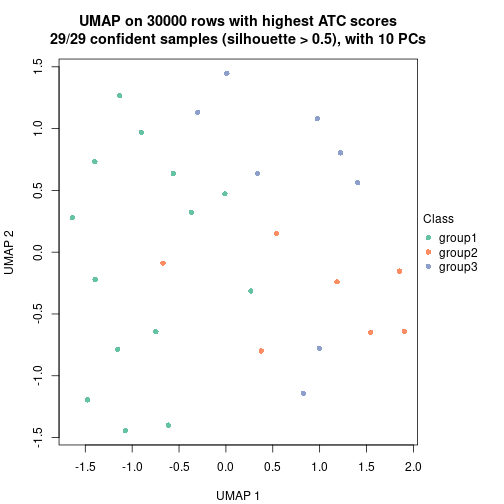 UMAP on 30000 rows with highest ATC scores
29/29 confident samples (silhouette > 0.5), with 10 PCs
1.5
1.0
0.5
0.0
-0.5
-1.0
-1.5
UMAP 2
-1.5
-1.0
-0.5
0.0
0.5
1.0
1.5
2.0
UMAP 1
Class
group1
group2
group3